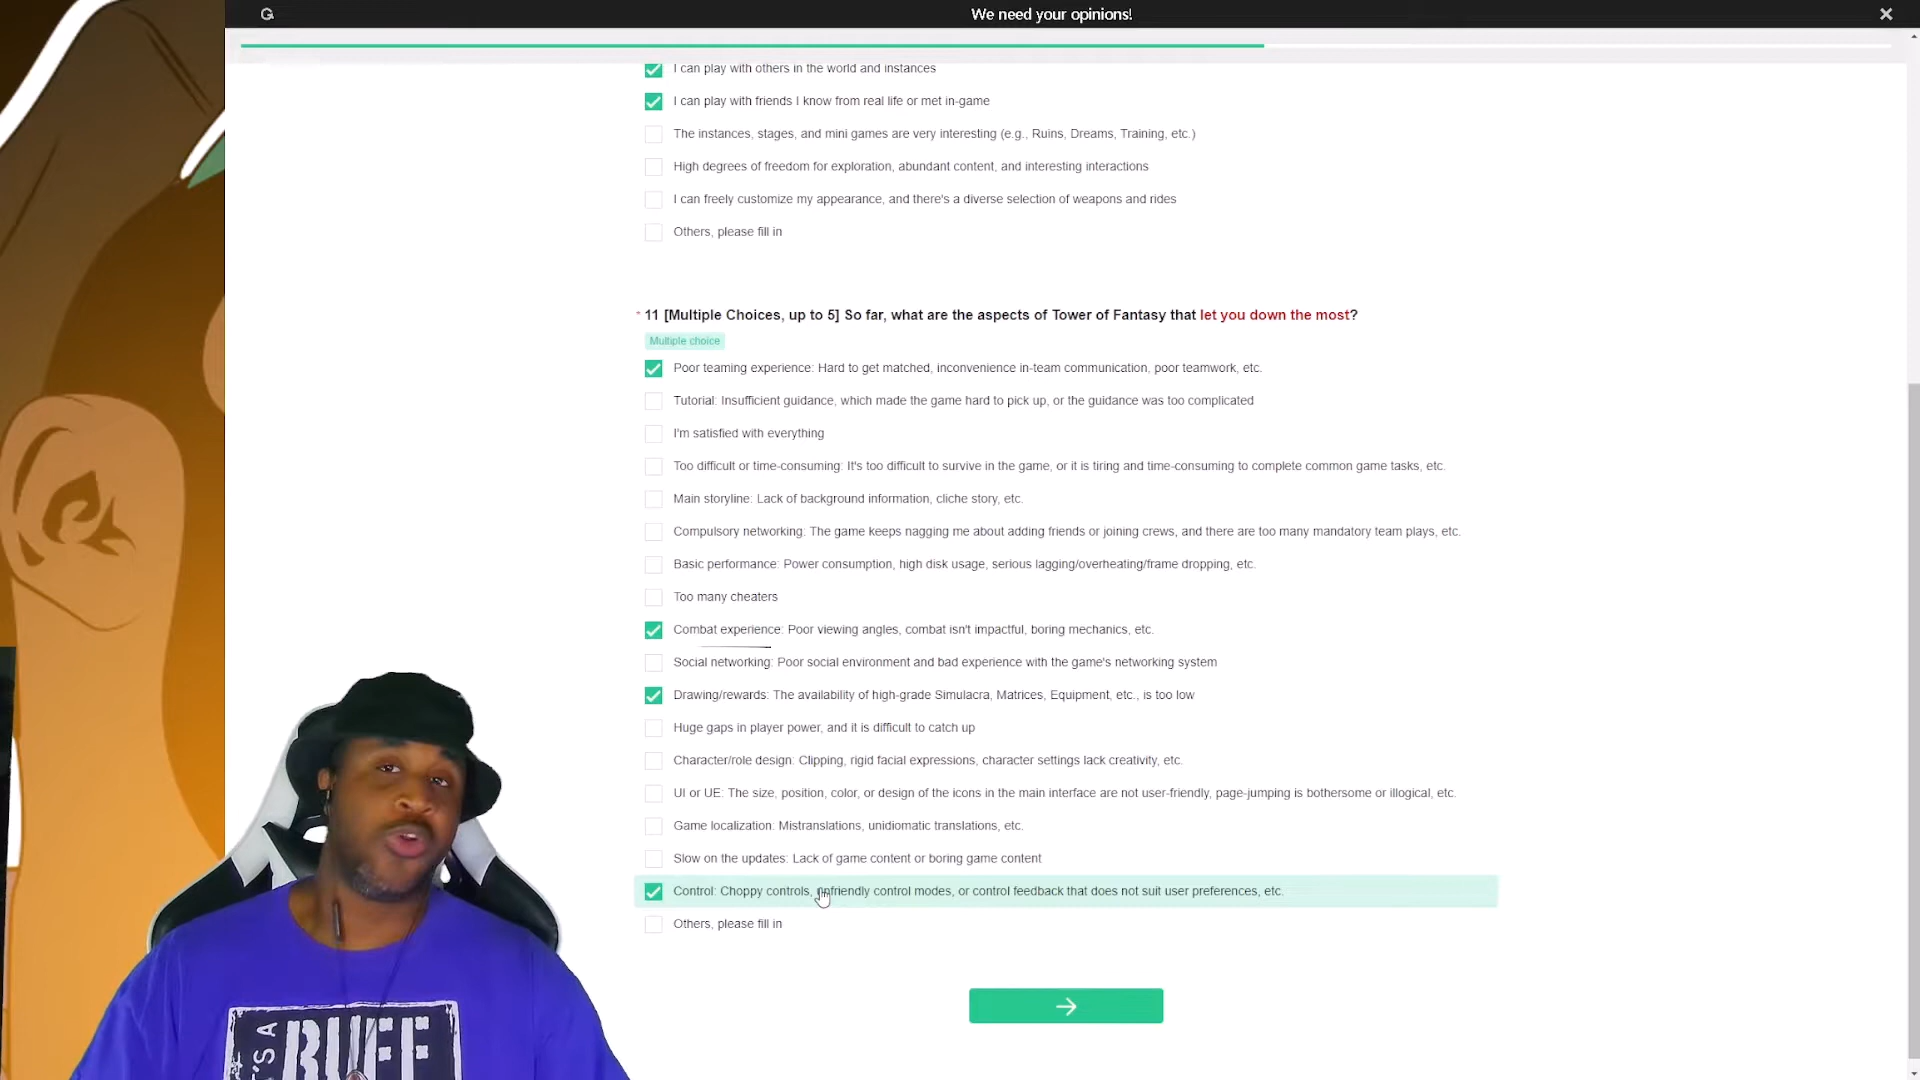 We need your opinions!
I can play with others in the world and instances
I can play with friends I know from real life or met in-game
The instances, stages, and mini games are very interesting (e.g., Ruins, Dreams, Training, etc.)
High degrees of freedom for exploration, abundant content, and interesting interactions
I can freely customize my appearance, and there's a diverse selection of weapons and rides
Others, please fill in
* 11 [Multiple Choices, up to 5] So far, what are the aspects of Tower of Fantasy that let you down the most?
Multiple choice
Poor teaming experience: Hard to get matched, inconvenience in-team communication, poor teamwork, etc.
Tutorial: Insufficient guidance, which made the game hard to pick up, or the guidance was too complicated
I'm satisfied with everything
Too difficult or time-consuming: It's too difficult to survive in the game, or it is tiring and time-consuming to complete common game tasks, etc.
Main storyline: Lack of background information, cliche story, etc.
Compulsory networking: The game keeps nagging me about adding friends or joining crews, and there are too many mandatory team plays, etc.
Basic performance: Power consumption, high disk usage, serious lagging/overheating/frame dropping, etc.
Too many cheaters
Combat experience: Poor viewing angles, combat isn't impactful, boring mechanics, etc.
Social networking: Poor social environment and bad experience with the game's networking system
Drawing/rewards: The availability of high-grade Simulacra, Matrices, Equipment, etc., is too low
Huge gaps in player power, and it is difficult to catch up
Character/role design: Clipping, rigid facial expressions, character settings lack creativity, etc.
UI or UE: The size, position, color, or design of the icons in the main interface are not user-friendly, page-jumping is bothersome or illogical, etc.
Game localization: Mistranslations, unidiomatic translations, etc.
Slow on the updates: Lack of game content or boring game content
Control: Choppy controls, unfriendly control modes, or control feedback that does not suit user preferences, etc.
Others, please fill in
IT'S A
RUFF